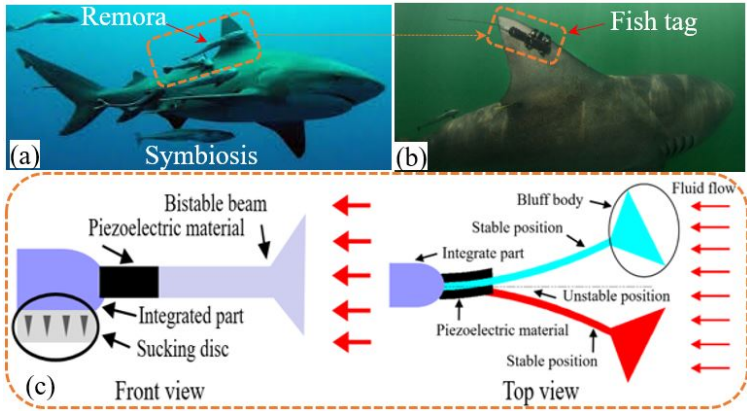 Remora
Fish tag
(a)
Symbiosis
(b)
Bistable beam
Piezoelectric material
Integrated part
Sucking disc
(c)
Front view
Fluid flow
Bluff body
Stable position
Integrate part
Unstable position
Piezoelectric material
Stable position
Top view